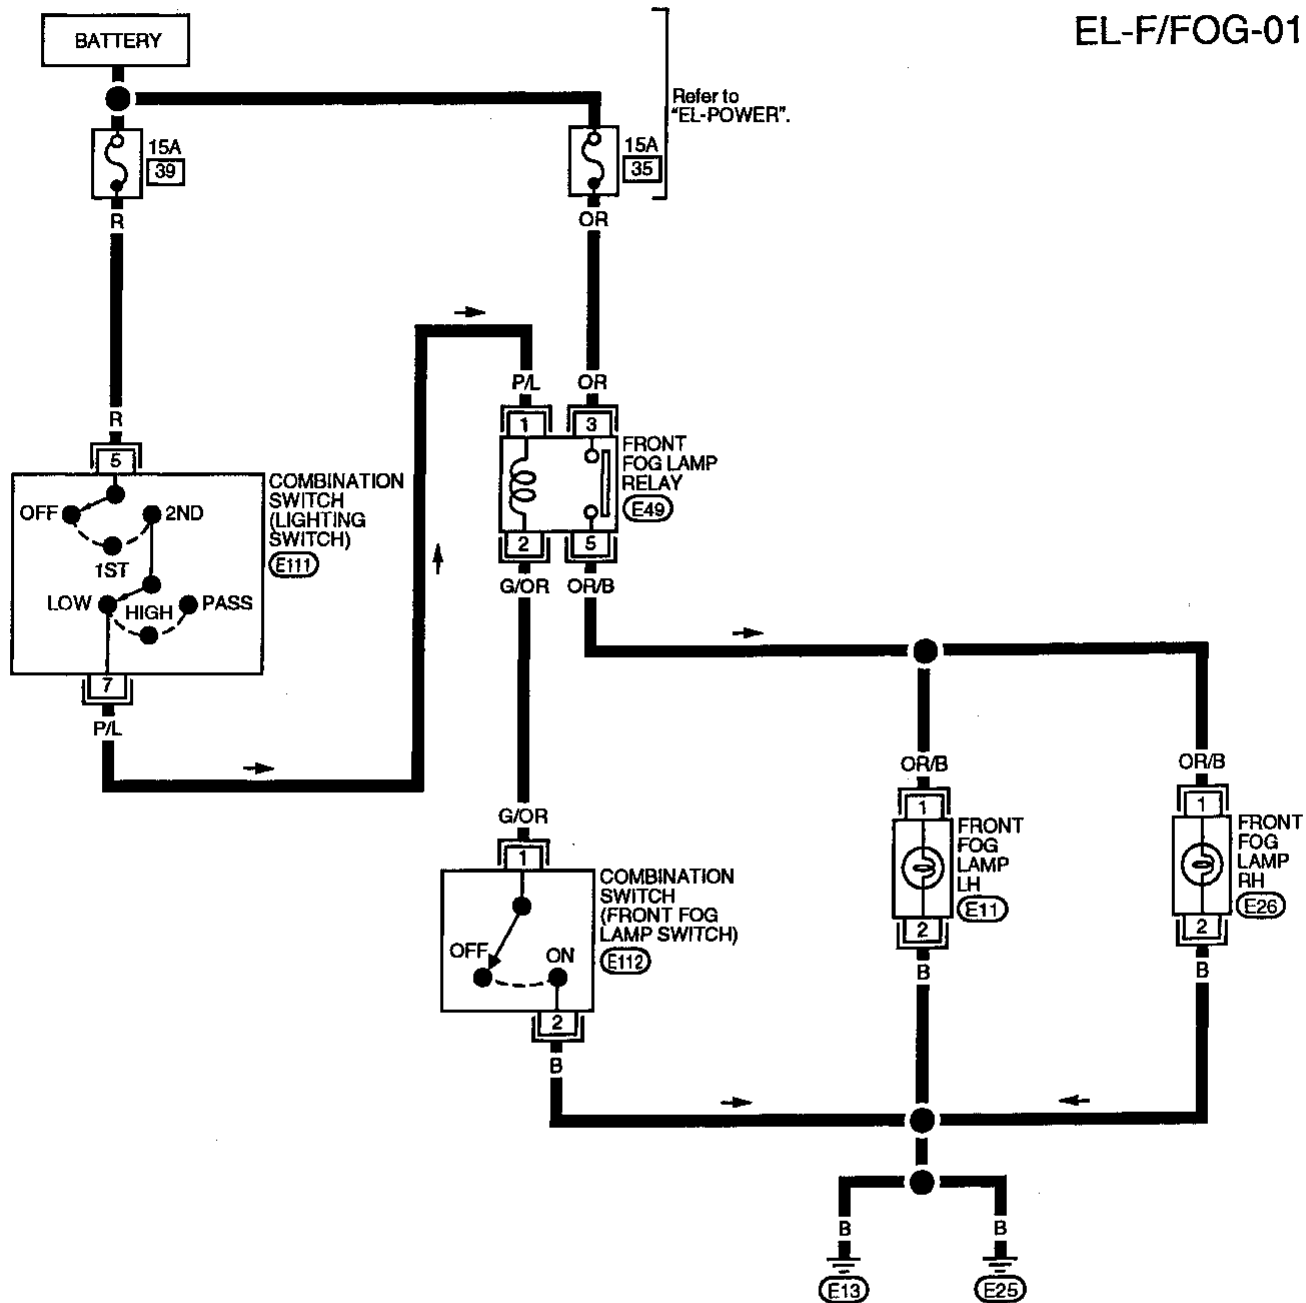 EL-F/FOG-01
BATTERY
Refer to
"EL-POWER".
15A
39
15A
35
R
OR
R
P/L
OR
5
1
3
COMBINATION
SWITCH
(LIGHTING
SWITCH)
E111
OFF
2ND
1ST
LOW
HIGH
PASS
7
P/L
FRONT
FOG LAMP
RELAY
E49
2
5
G/OR
OR/B
G/OR
1
COMBINATION
SWITCH
(FRONT FOG
LAMP SWITCH)
E112
OFF
ON
2
B
OR/B
1
FRONT
FOG
LAMP
LH
E11
2
B
OR/B
1
FRONT
FOG
LAMP
RH
E26
2
B
B
B
E13
E25